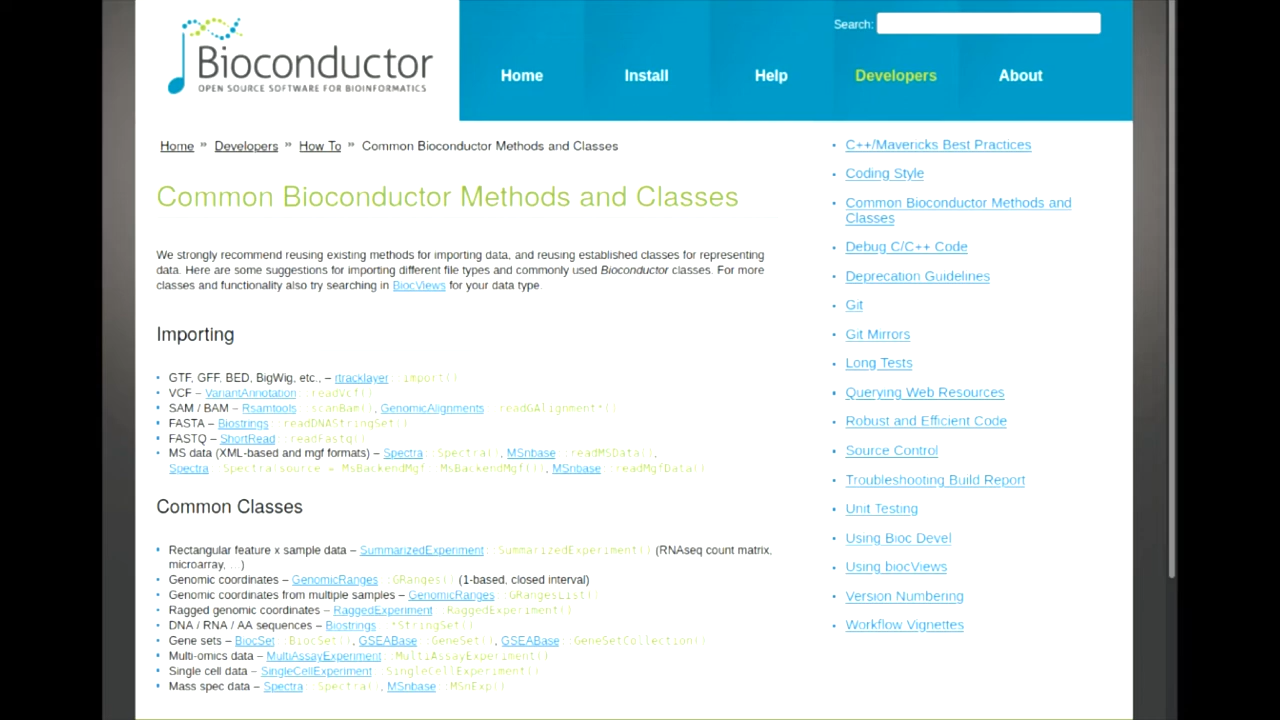 Bioconductor
OPEN SOURCE SOFTWARE FOR BIOINFORMATICS
Search:
Home
Install
Help
Developers
About
Home » Developers » How To » Common Bioconductor Methods and Classes
Common Bioconductor Methods and Classes
We strongly recommend reusing existing methods for importing data, and reusing established classes for representing
data. Here are some suggestions for importing different file types and commonly used Bioconductor classes. For more
classes and functionality also try searching in BiocViews for your data type.
Importing
• GTF, GFF, BED, BigWig, etc., – rtracklayer::import()
• VCF – VariantAnnotation::readVcf()
• SAM / BAM – Rsamtools::scanBam(), GenomicAlignments::readGAlignment*()
• FASTA – Biostrings::readDNAStringSet()
• FASTQ – ShortRead::readFastq()
• MS data (XML-based and mgf formats) – Spectra::Spectra(), MSnbase::readMSData(),
Spectra::Spectra(source = MsBackendMgf::MsBackendMgf()), MSnbase::readMgfData()
Common Classes
• Rectangular feature x sample data – SummarizedExperiment::SummarizedExperiment() (RNAseq count matrix,
microarray, …)
• Genomic coordinates – GenomicRanges::GRanges() (1-based, closed interval)
• Genomic coordinates from multiple samples – GenomicRanges::GRangesList()
• Ragged genomic coordinates – RaggedExperiment::RaggedExperiment()
• DNA / RNA / AA sequences – Biostrings::*StringSet()
• Gene sets – BiocSet::BiocSet(), GSEABase::GeneSet(), GSEABase::GeneSetCollection()
• Multi-omics data – MultiAssayExperiment::MultiAssayExperiment()
• Single cell data – SingleCellExperiment::SingleCellExperiment()
• Mass spec data – Spectra::Spectra(), MSnbase::MSnExp()
• C++/Mavericks Best Practices
• Coding Style
• Common Bioconductor Methods and
Classes
• Debug C/C++ Code
• Deprecation Guidelines
• Git
• Git Mirrors
• Long Tests
• Querying Web Resources
• Robust and Efficient Code
• Source Control
• Troubleshooting Build Report
• Unit Testing
• Using Bioc Devel
• Using biocViews
• Version Numbering
• Workflow Vignettes